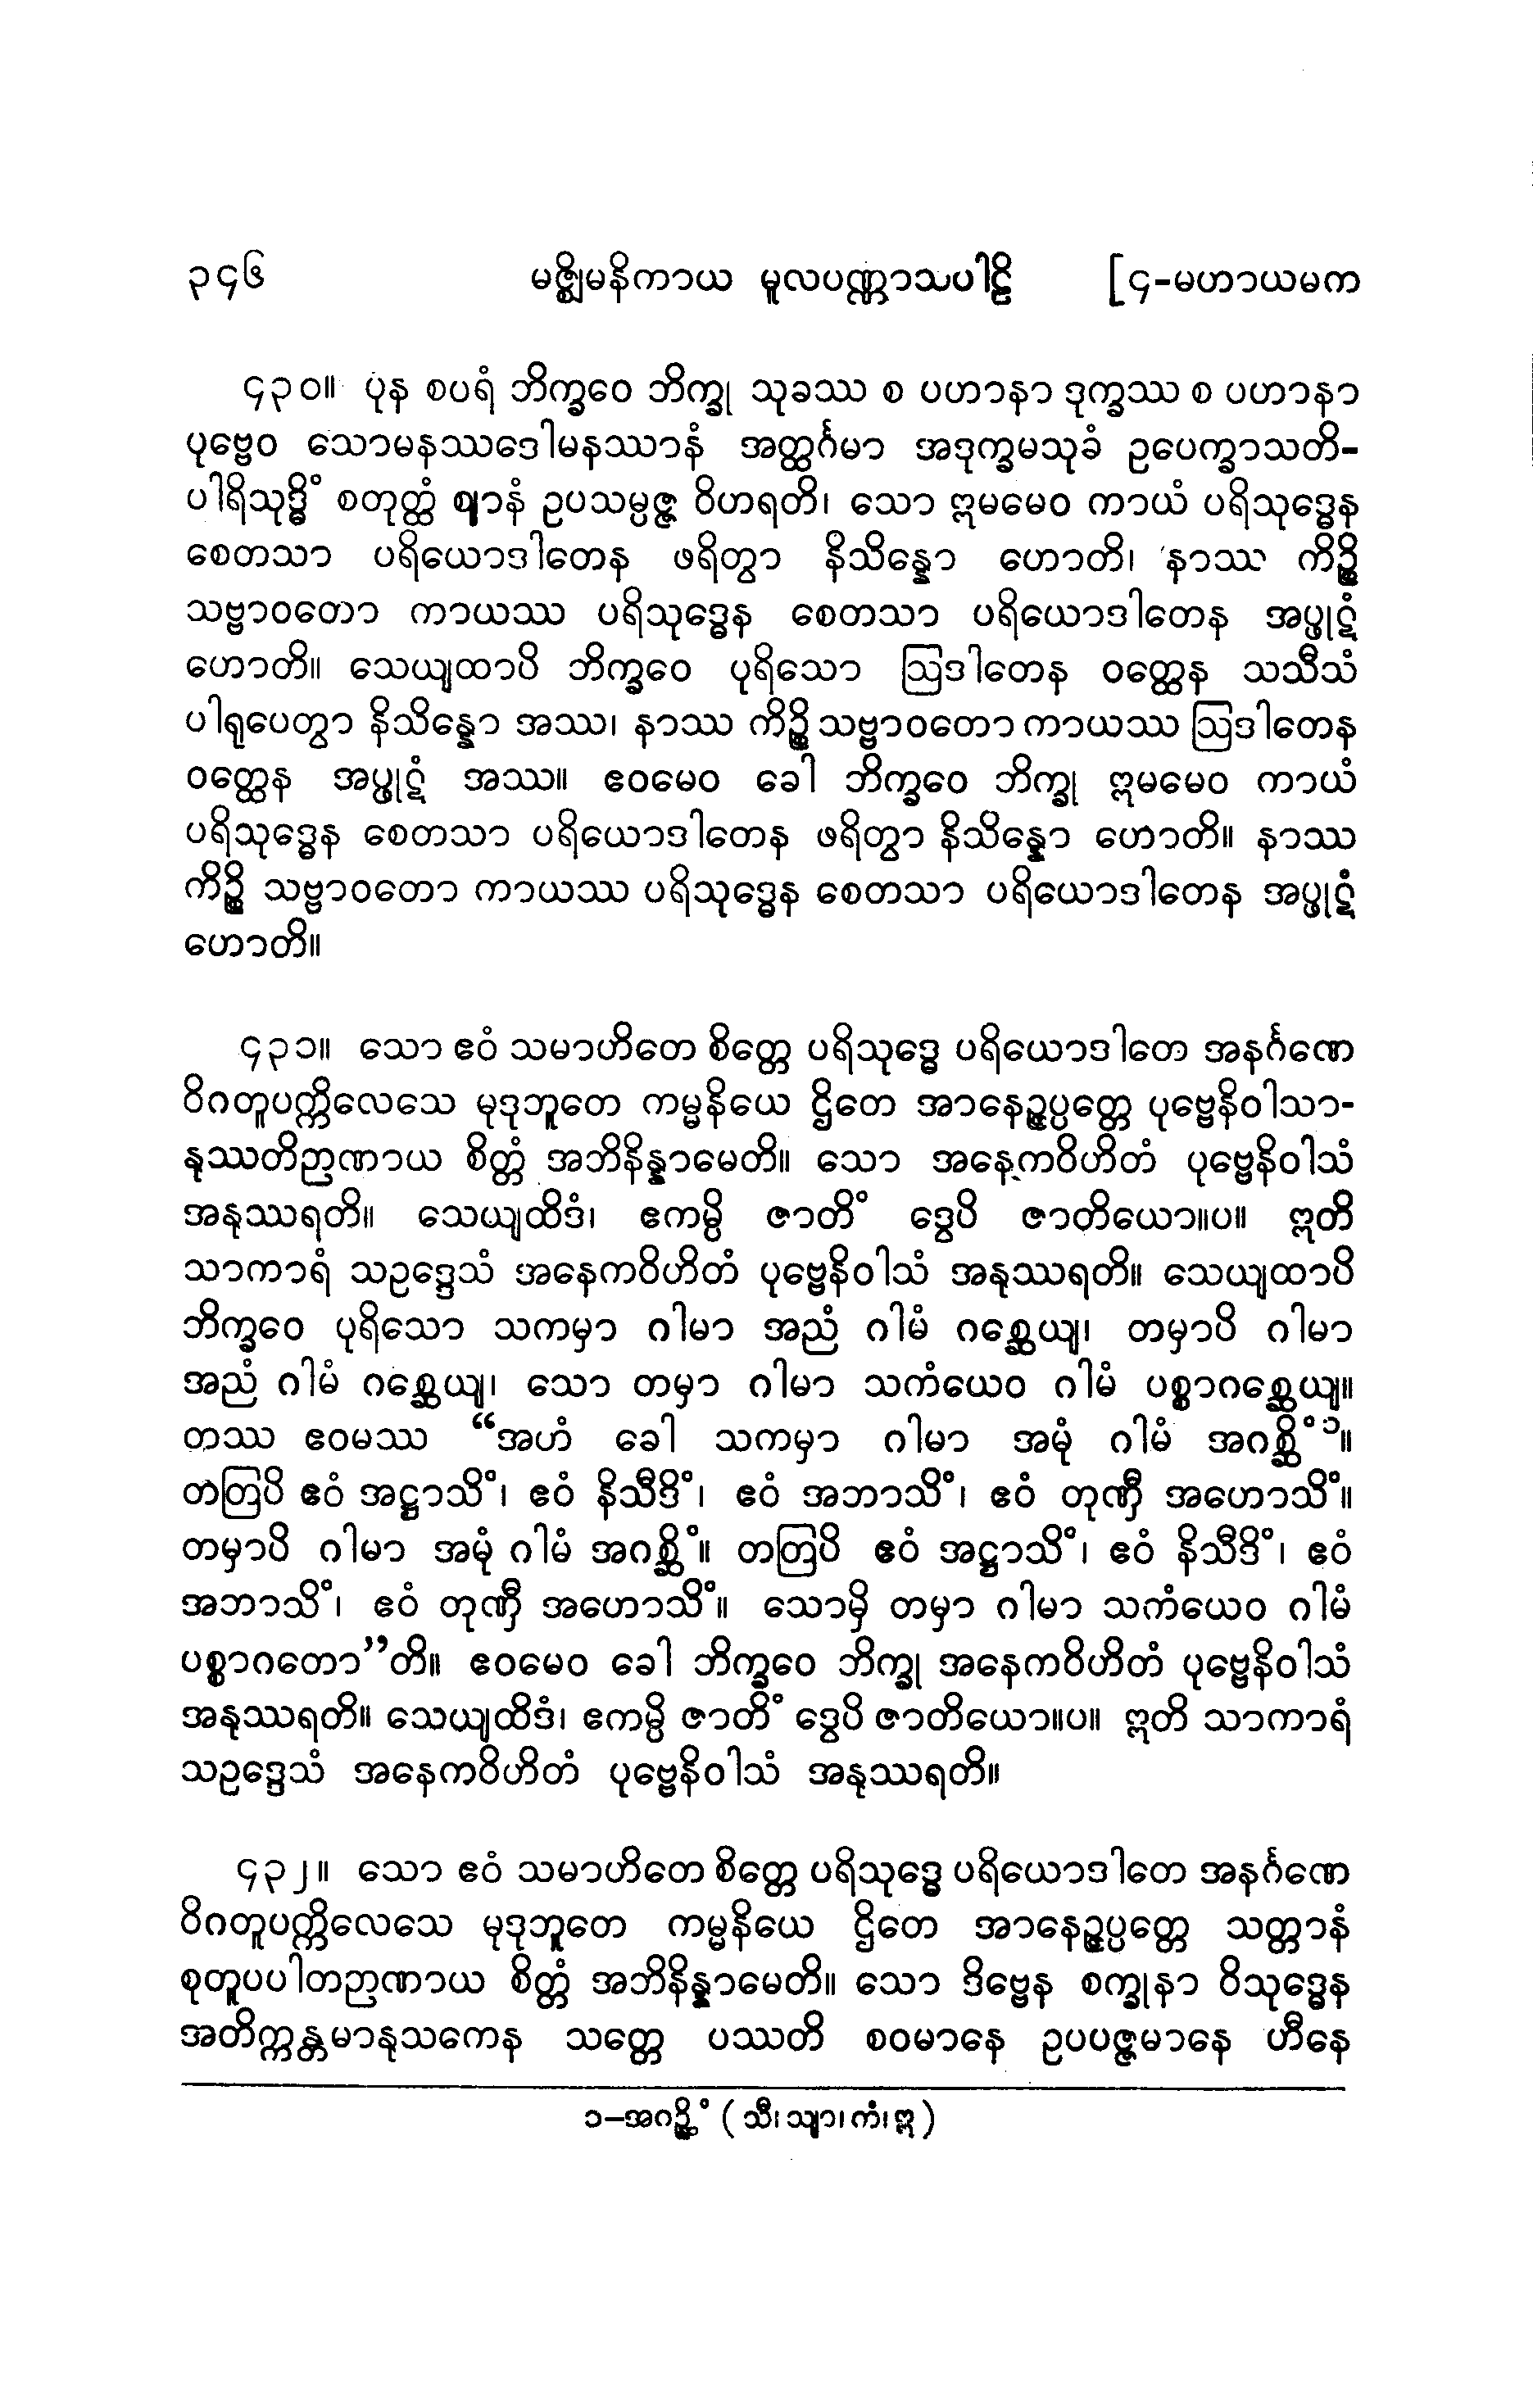 ၃၄၆ မဇ္ဈိမနိကာယ မူလပဏ္ဏာသပါဠိ [၄-မဟာယမက
၄၃၀။ ပုန စပရံ ဘိက္ခဝေ ဘိက္ခု သုခဿ စ ပဟာနာ ဒုက္ခဿ စ ပဟာနာ
ပုဗ္ဗေဝ သောမနဿဒေါမနဿာနံ အတ္ထင်္ဂမာ အဒုက္ခမသုခံ ဥပေက္ခာသတိ-
ပါရိသုဒ္ဓိံ စတုတ္ထံ ဈာနံ ဥပသမ္ပဇ္ဇ ဝိဟရတိ၊ သော ဣမမေဝ ကာယံ ပရိသုဒ္ဓေန
စေတသာ ပရိယောဒါတေန ဖရိတွာ နိသိန္နော ဟောတိ၊ နာဿ ကိဉ္စိ
သဗ္ဗာဝတော ကာယဿ ပရိသုဒ္ဓေန စေတသာ ပရိယောဒါတေန အပ္ဖုဋံ
ဟောတိ။ သေယျထာပိ ဘိက္ခဝေ ပုရိသော ဩဒါတေန ဝတ္ထေန သသီသံ
ပါရုပေတွာ နိသိန္နော အဿ၊ နာဿ ကိဉ္စိ သဗ္ဗာဝတော ကာယဿ ဩဒါတေန
ဝတ္ထေန အပ္ဖုဋံ အဿ။ ဧဝမေဝ ခေါ ဘိက္ခဝေ ဘိက္ခု ဣမမေဝ ကာယံ
ပရိသုဒ္ဓေန စေတသာ ပရိယောဒါတေန ဖရိတွာ နိသိန္နော ဟောတိ။ နာဿ
ကိဉ္စိ သဗ္ဗာဝတော ကာယဿ ပရိသုဒ္ဓေန စေတသာ ပရိယောဒါတေန အပ္ဖုဋံ
ဟောတိ။
၄၃၁။ သော ဧဝံ သမာဟိတေ စိတ္တေ ပရိသုဒ္ဓေ ပရိယောဒါတေ အနင်္ဂဏေ
ဝိဂတူပက္ကိလေသေ မုဒုဘူတေ ကမ္မနိယေ ဌိတေ အာနေဉ္ဇပ္ပတ္တေ ပုဗ္ဗေနိဝါသာ-
နုဿတိဉာဏာယ စိတ္တံ အဘိနိန္နာမေတိ။ သော အနေကဝိဟိတံ ပုဗ္ဗေနိဝါသံ
အနုဿရတိ။ သေယျထိဒံ၊ ဧကမ္ပိ ဇာတိံ ဒွေပိ ဇာတိယော။ပ။ ဣတိ
သာကာရံ သဥဒ္ဒေသံ အနေကဝိဟိတံ ပုဗ္ဗေနိဝါသံ အနုဿရတိ။ သေယျထာပိ
ဘိက္ခဝေ ပုရိသော သကမှာ ဂါမာ အညံ ဂါမံ ဂစ္ဆေယျ၊ တမှာပိ ဂါမာ
အညံ ဂါမံ ဂစ္ဆေယျ၊ သော တမှာ ဂါမာ သကံယေဝ ဂါမံ ပစ္စာဂစ္ဆေယျ။
တဿ ဧဝမဿ “အဟံ ခေါ သကမှာ ဂါမာ အမုံ ဂါမံ အဂစ္ဆိံ၁။
တတြပိ ဧဝံ အဋ္ဌာသိံ၊ ဧဝံ နိသီဒိံ၊ ဧဝံ အဘာသိံ၊ ဧဝံ တုဏှီ အဟောသိံ။
တမှာပိ ဂါမာ အမုံ ဂါမံ အဂစ္ဆိံ။ တတြပိ ဧဝံ အဋ္ဌာသိံ၊ ဧဝံ နိသီဒိံ၊ ဧဝံ
အဘာသိံ၊ ဧဝံ တုဏှီ အဟောသိံ။ သောမှိ တမှာ ဂါမာ သကံယေဝ ဂါမံ
ပစ္စာဂတော”တိ။ ဧဝမေဝ ခေါ ဘိက္ခဝေ ဘိက္ခု အနေကဝိဟိတံ ပုဗ္ဗေနိဝါသံ
အနုဿရတိ။ သေယျထိဒံ၊ ဧကမ္ပိ ဇာတိံ ဒွေပိ ဇာတိယော။ပ။ ဣတိ သာကာရံ
သဥဒ္ဒေသံ အနေကဝိဟိတံ ပုဗ္ဗေနိဝါသံ အနုဿရတိ။
၄၃၂။ သော ဧဝံ သမာဟိတေ စိတ္တေ ပရိသုဒ္ဓေ ပရိယောဒါတေ အနင်္ဂဏေ
ဝိဂတူပက္ကိလေသေ မုဒုဘူတေ ကမ္မနိယေ ဌိတေ အာနေဉ္ဇပ္ပတ္တေ သတ္တာနံ
စုတူပပါတဉာဏာယ စိတ္တံ အဘိနိန္နာမေတိ။ သော ဒိဗ္ဗေန စက္ခုနာ ဝိသုဒ္ဓေန
အတိက္ကန္တမာနုသကေန သတ္တေ ပဿတိ စဝမာနေ ဥပပဇ္ဇမာနေ ဟီနေ
၁-အဂဉ္ဆိံ (သီ၊သျာ၊ကံ၊ဣ)